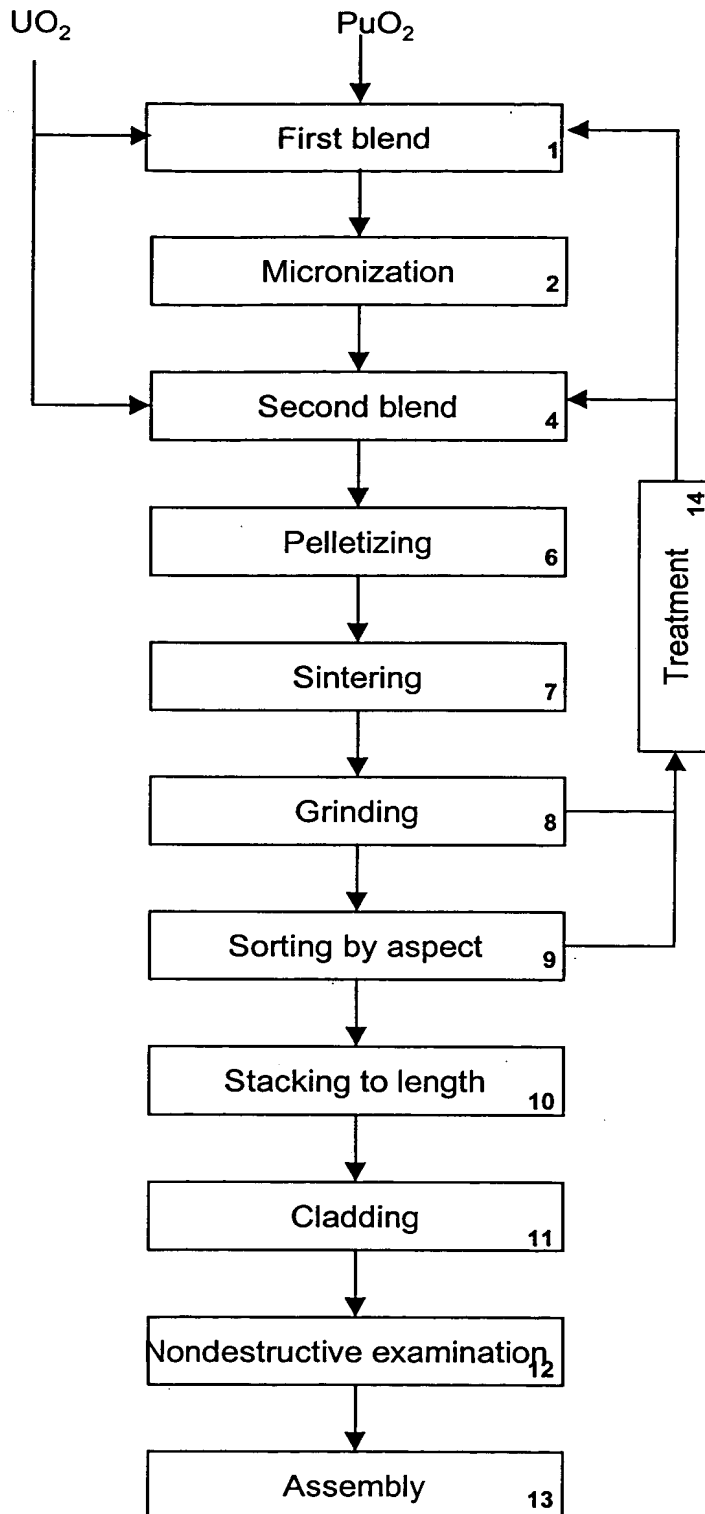 UO₂ PuO₂
First blend 1
Micronization 2
Second blend 4
14
Pelletizing 6
Treatment
Sintering 7
Grinding 8
Sorting by aspect 9
Stacking to length 10
Cladding 11
Nondestructive examination 12
Assembly 13